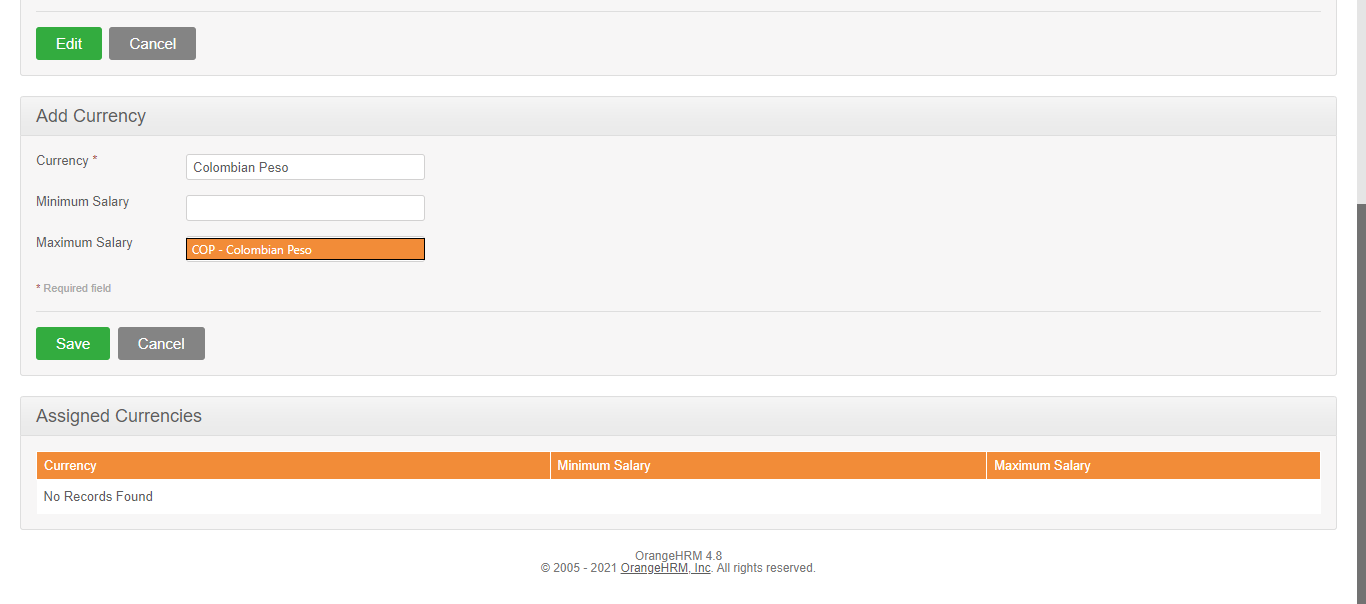 Edit Cancel
Add Currency
Currency * Colombian Peso
Minimum Salary
Maximum Salary COP - Colombian Peso
* Required field
Save Cancel
Assigned Currencies
Currency Minimum Salary Maximum Salary
No Records Found
OrangeHRM 4.8
© 2005 - 2021 OrangeHRM, Inc. All rights reserved.